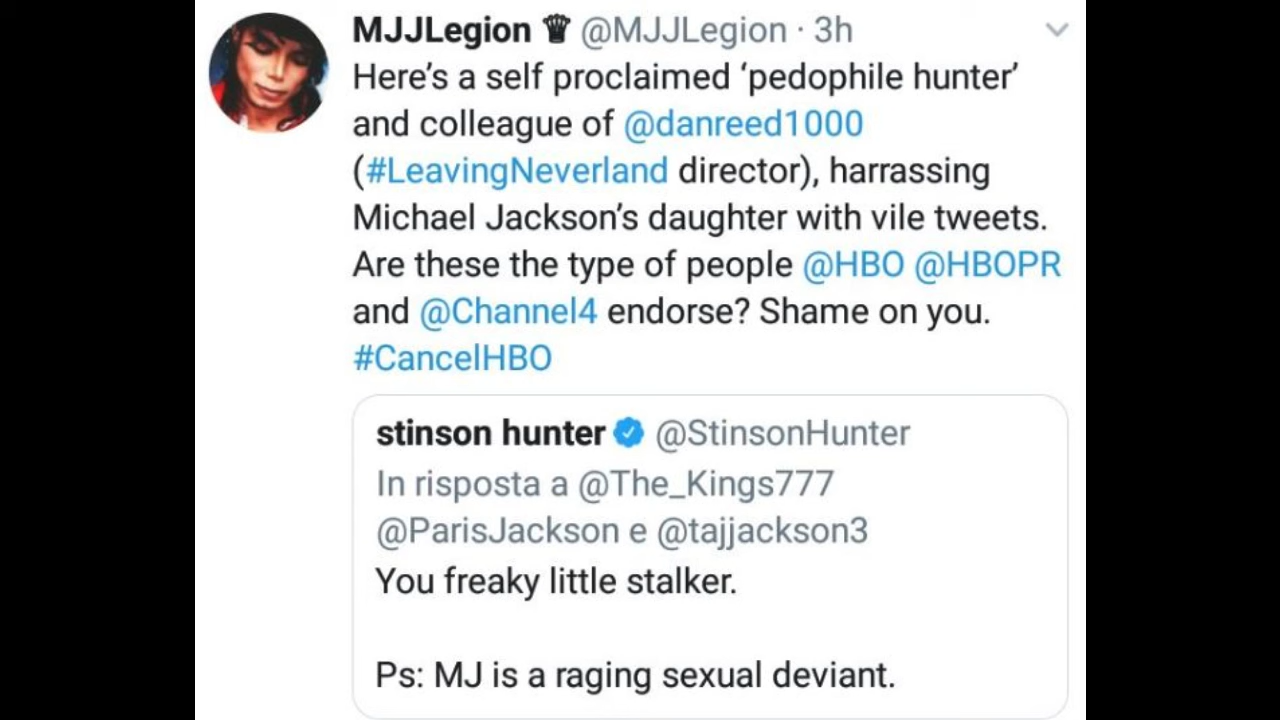 MJJLegion ♛ @MJJLegion · 3h
Here's a self proclaimed 'pedophile hunter'
and colleague of @danreed1000
(#LeavingNeverland director), harrassing
Michael Jackson's daughter with vile tweets.
Are these the type of people @HBO @HBOPR
and @Channel4 endorse? Shame on you.
#CancelHBO
stinson hunter @StinsonHunter
In risposta a @The_Kings777
@ParisJackson e @tajjackson3
You freaky little stalker.
Ps: MJ is a raging sexual deviant.